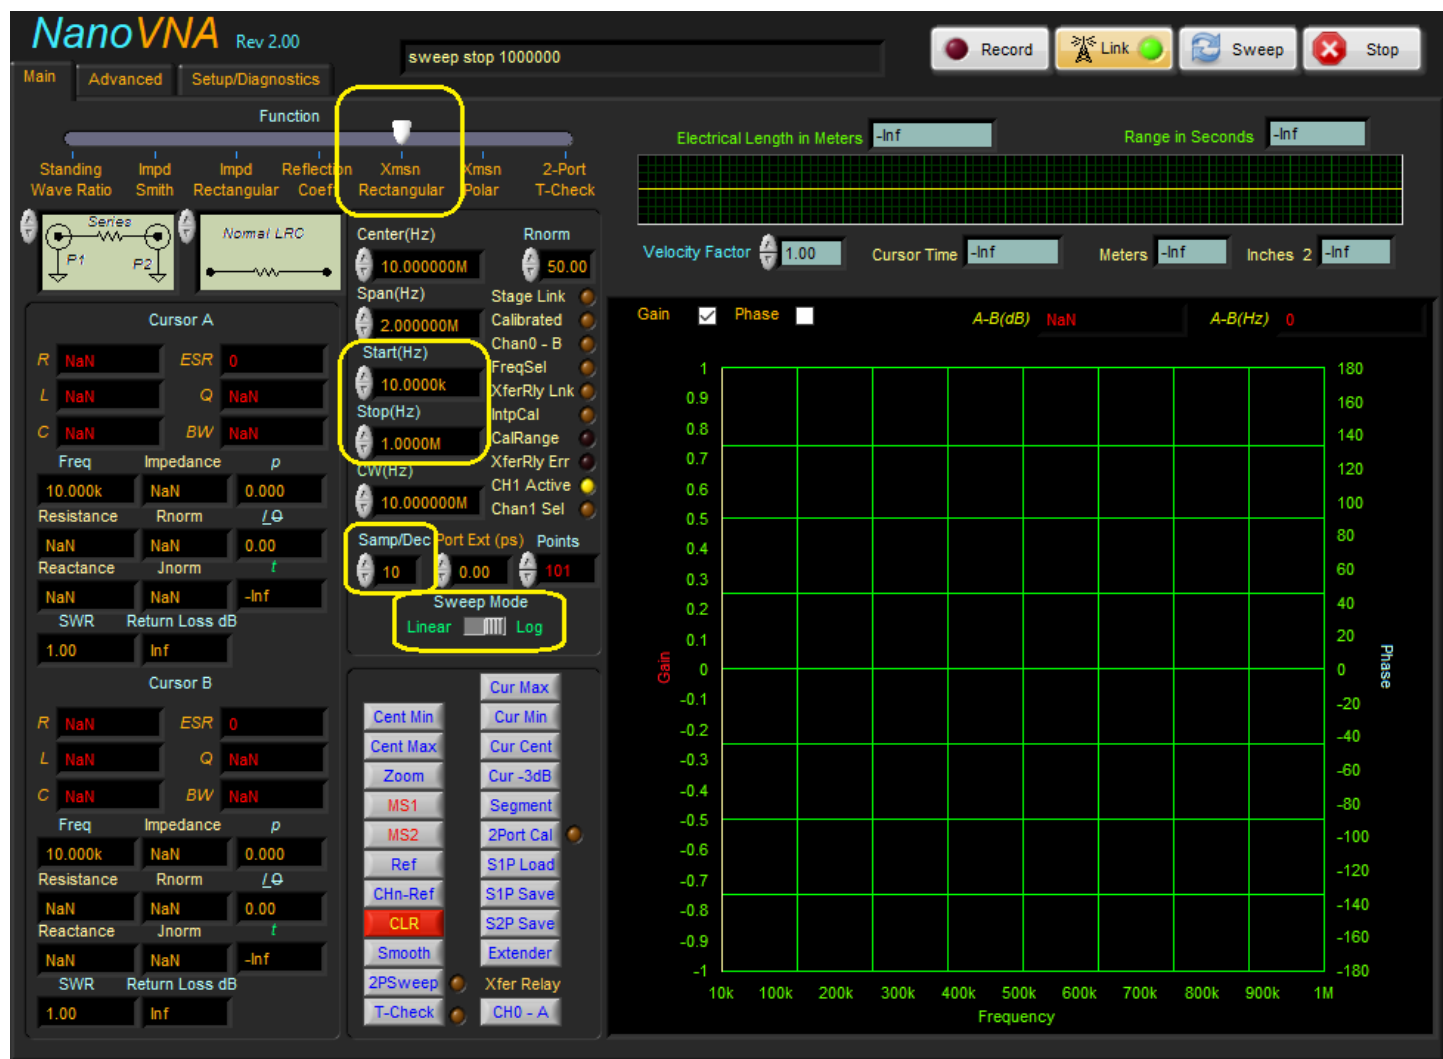 NanoVNA Rev 2.00
sweep stop 1000000
Record
Link
Sweep
Stop
Main
Advanced
Setup/Diagnostics
Function
Standing Wave Ratio
Impd Smith
Impd Rectangular
Reflection Coeff
Xmsn Rectangular
Xmsn Polar
2-Port T-Check
Electrical Length in Meters -Inf
Range in Seconds -Inf
Velocity Factor 1.00
Cursor Time -Inf
Meters -Inf
Inches 2 -Inf
Series
P1 P2
Normal LRC
Center(Hz)
10.000000M
Rnorm
50.00
Span(Hz)
2.000000M
Start(Hz)
10.0000k
Stop(Hz)
1.0000M
CW(Hz)
10.000000M
Stage Link
Calibrated
Chan0 - B
FreqSel
XferRly Lnk
IntpCal
CalRange
XferRly Err
CH1 Active
Chan1 Sel
Samp/Dec
10
Port Ext (ps)
0.00
Points
101
Sweep Mode
Linear Log
Cursor A
R NaN ESR 0
L NaN Q NaN
C NaN BW NaN
Freq Impedance p
10.000k NaN 0.000
Resistance Rnorm /Θ
NaN NaN 0.00
Reactance Jnorm t
NaN NaN -Inf
SWR Return Loss dB
1.00 Inf
Cursor B
R NaN ESR 0
L NaN Q NaN
C NaN BW NaN
Freq Impedance p
10.000k NaN 0.000
Resistance Rnorm /Θ
NaN NaN 0.00
Reactance Jnorm t
NaN NaN -Inf
SWR Return Loss dB
1.00 Inf
Cur Max
Cent Min Cur Min
Cent Max Cur Cent
Zoom Cur -3dB
MS1 Segment
MS2 2Port Cal
Ref S1P Load
CHn-Ref S1P Save
CLR S2P Save
Smooth Extender
2PSweep Xfer Relay
T-Check CH0 - A
Gain Phase
A-B(dB) NaN
A-B(Hz) 0
1 180
0.9 160
0.8 140
0.7 120
0.6 100
0.5 80
0.4 60
0.3 40
0.2 20
0.1
0 0
-0.1 -20
-0.2 -40
-0.3 -60
-0.4 -80
-0.5 -100
-0.6 -120
-0.7 -140
-0.8 -160
-0.9 -180
-1
Gain
Phase
10k 100k 200k 300k 400k 500k 600k 700k 800k 900k 1M
Frequency